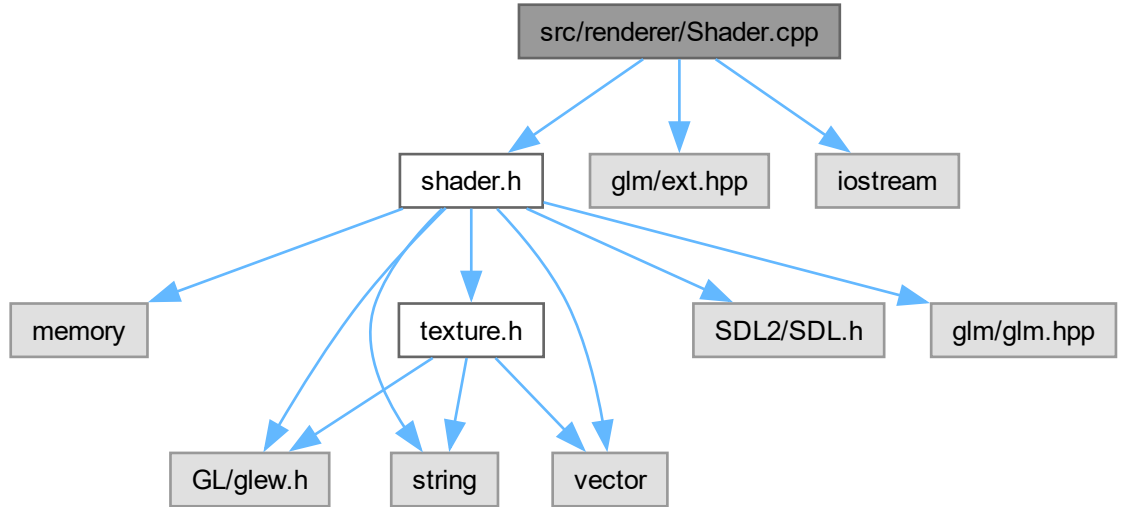 src/renderer/Shader.cpp
shader.h
glm/ext.hpp
iostream
memory
texture.h
SDL2/SDL.h
glm/glm.hpp
GL/glew.h
string
vector